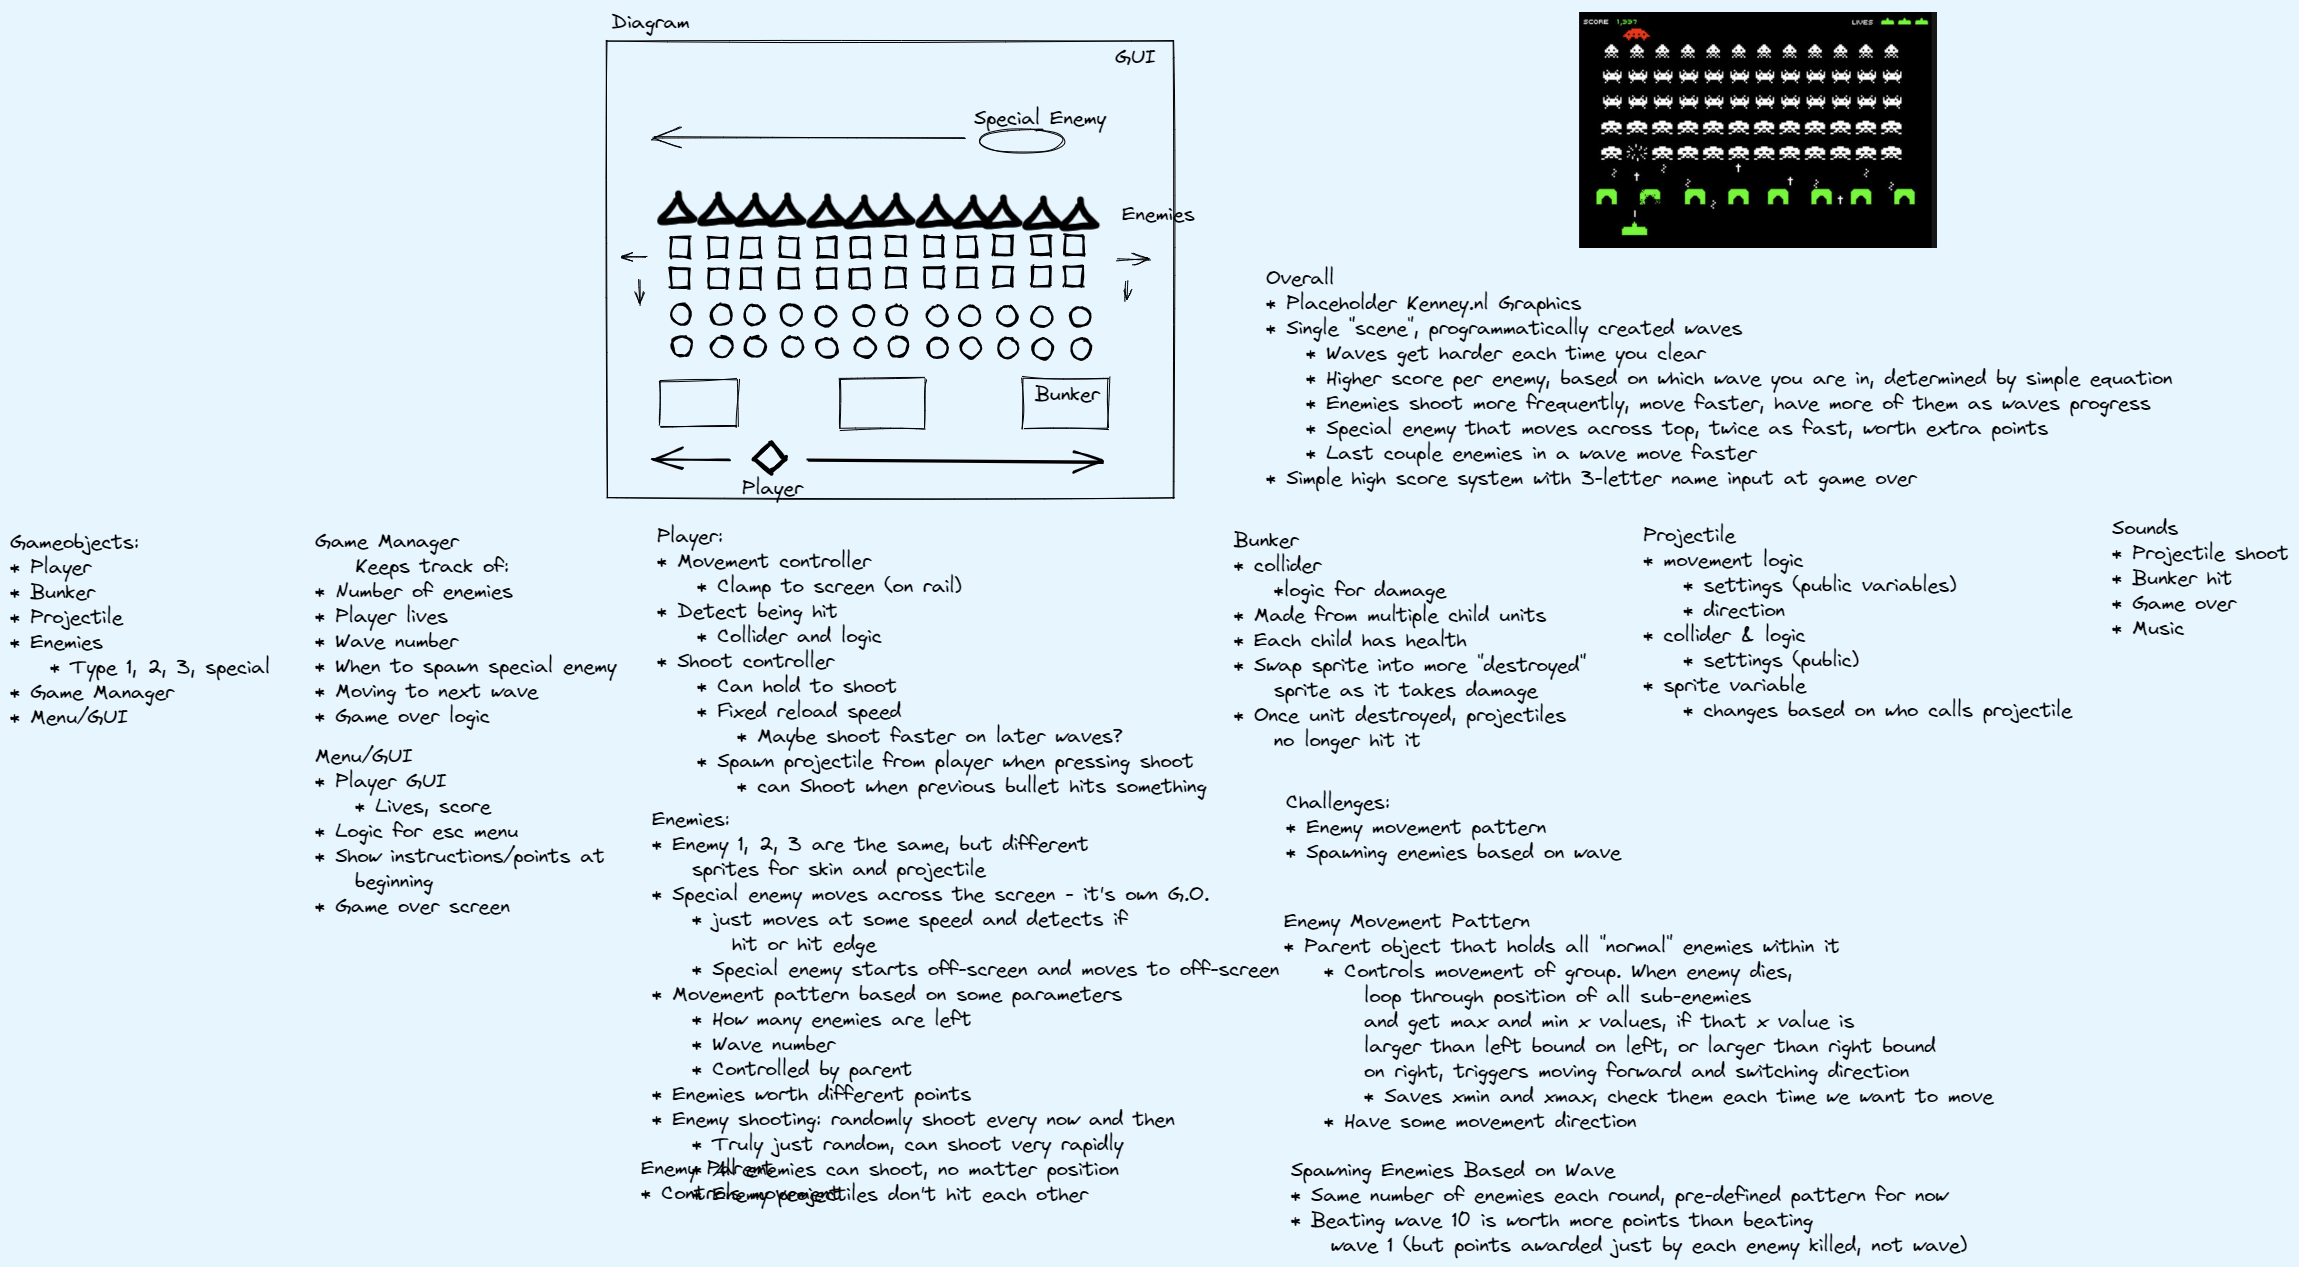 Diagram
GUI
Special Enemy
Enemies
Bunker
Player
SCORE 1,337
LIVES
Overall
* Placeholder Kenney.nl Graphics
* Single "scene", programmatically created waves
* Waves get harder each time you clear
* Higher score per enemy, based on which wave you are in, determined by simple equation
* Enemies shoot more frequently, move faster, have more of them as waves progress
* Special enemy that moves across top, twice as fast, worth extra points
* Last couple enemies in a wave move faster
* Simple high score system with 3-letter name input at game over
Gameobjects:
* Player
* Bunker
* Projectile
* Enemies
* Type 1, 2, 3, special
* Game Manager
* Menu/GUI
Game Manager
Keeps track of:
* Number of enemies
* Player lives
* Wave number
* When to spawn special enemy
* Moving to next wave
* Game over logic
Menu/GUI
* Player GUI
* Lives, score
* Logic for esc menu
* Show instructions/points at
beginning
* Game over screen
Player:
* Movement controller
* Clamp to screen (on rail)
* Detect being hit
* Collider and logic
* Shoot controller
* Can hold to shoot
* Fixed reload speed
* Maybe shoot faster on later waves?
* Spawn projectile from player when pressing shoot
* can Shoot when previous bullet hits something
Enemies:
* Enemy 1, 2, 3 are the same, but different
sprites for skin and projectile
* Special enemy moves across the screen - it's own G.O.
* just moves at some speed and detects if
hit or hit edge
* Special enemy starts off-screen and moves to off-screen
* Movement pattern based on some parameters
* How many enemies are left
* Wave number
* Controlled by parent
* Enemies worth different points
* Enemy shooting: randomly shoot every now and then
* Truly just random, can shoot very rapidly
* All enemies can shoot, no matter position
* Enemy projectiles don't hit each other
Enemy Parent
* Controls movement
Bunker
* collider
*logic for damage
* Made from multiple child units
* Each child has health
* Swap sprite into more "destroyed"
sprite as it takes damage
* Once unit destroyed, projectiles
no longer hit it
Projectile
* movement logic
* settings (public variables)
* direction
* collider & logic
* settings (public)
* sprite variable
* changes based on who calls projectile
Sounds
* Projectile shoot
* Bunker hit
* Game over
* Music
Challenges:
* Enemy movement pattern
* Spawning enemies based on wave
Enemy Movement Pattern
* Parent object that holds all "normal" enemies within it
* Controls movement of group. When enemy dies,
loop through position of all sub-enemies
and get max and min x values, if that x value is
larger than left bound on left, or larger than right bound
on right, triggers moving forward and switching direction
* Saves xmin and xmax, check them each time we want to move
* Have some movement direction
Spawning Enemies Based on Wave
* Same number of enemies each round, pre-defined pattern for now
* Beating wave 10 is worth more points than beating
wave 1 (but points awarded just by each enemy killed, not wave)